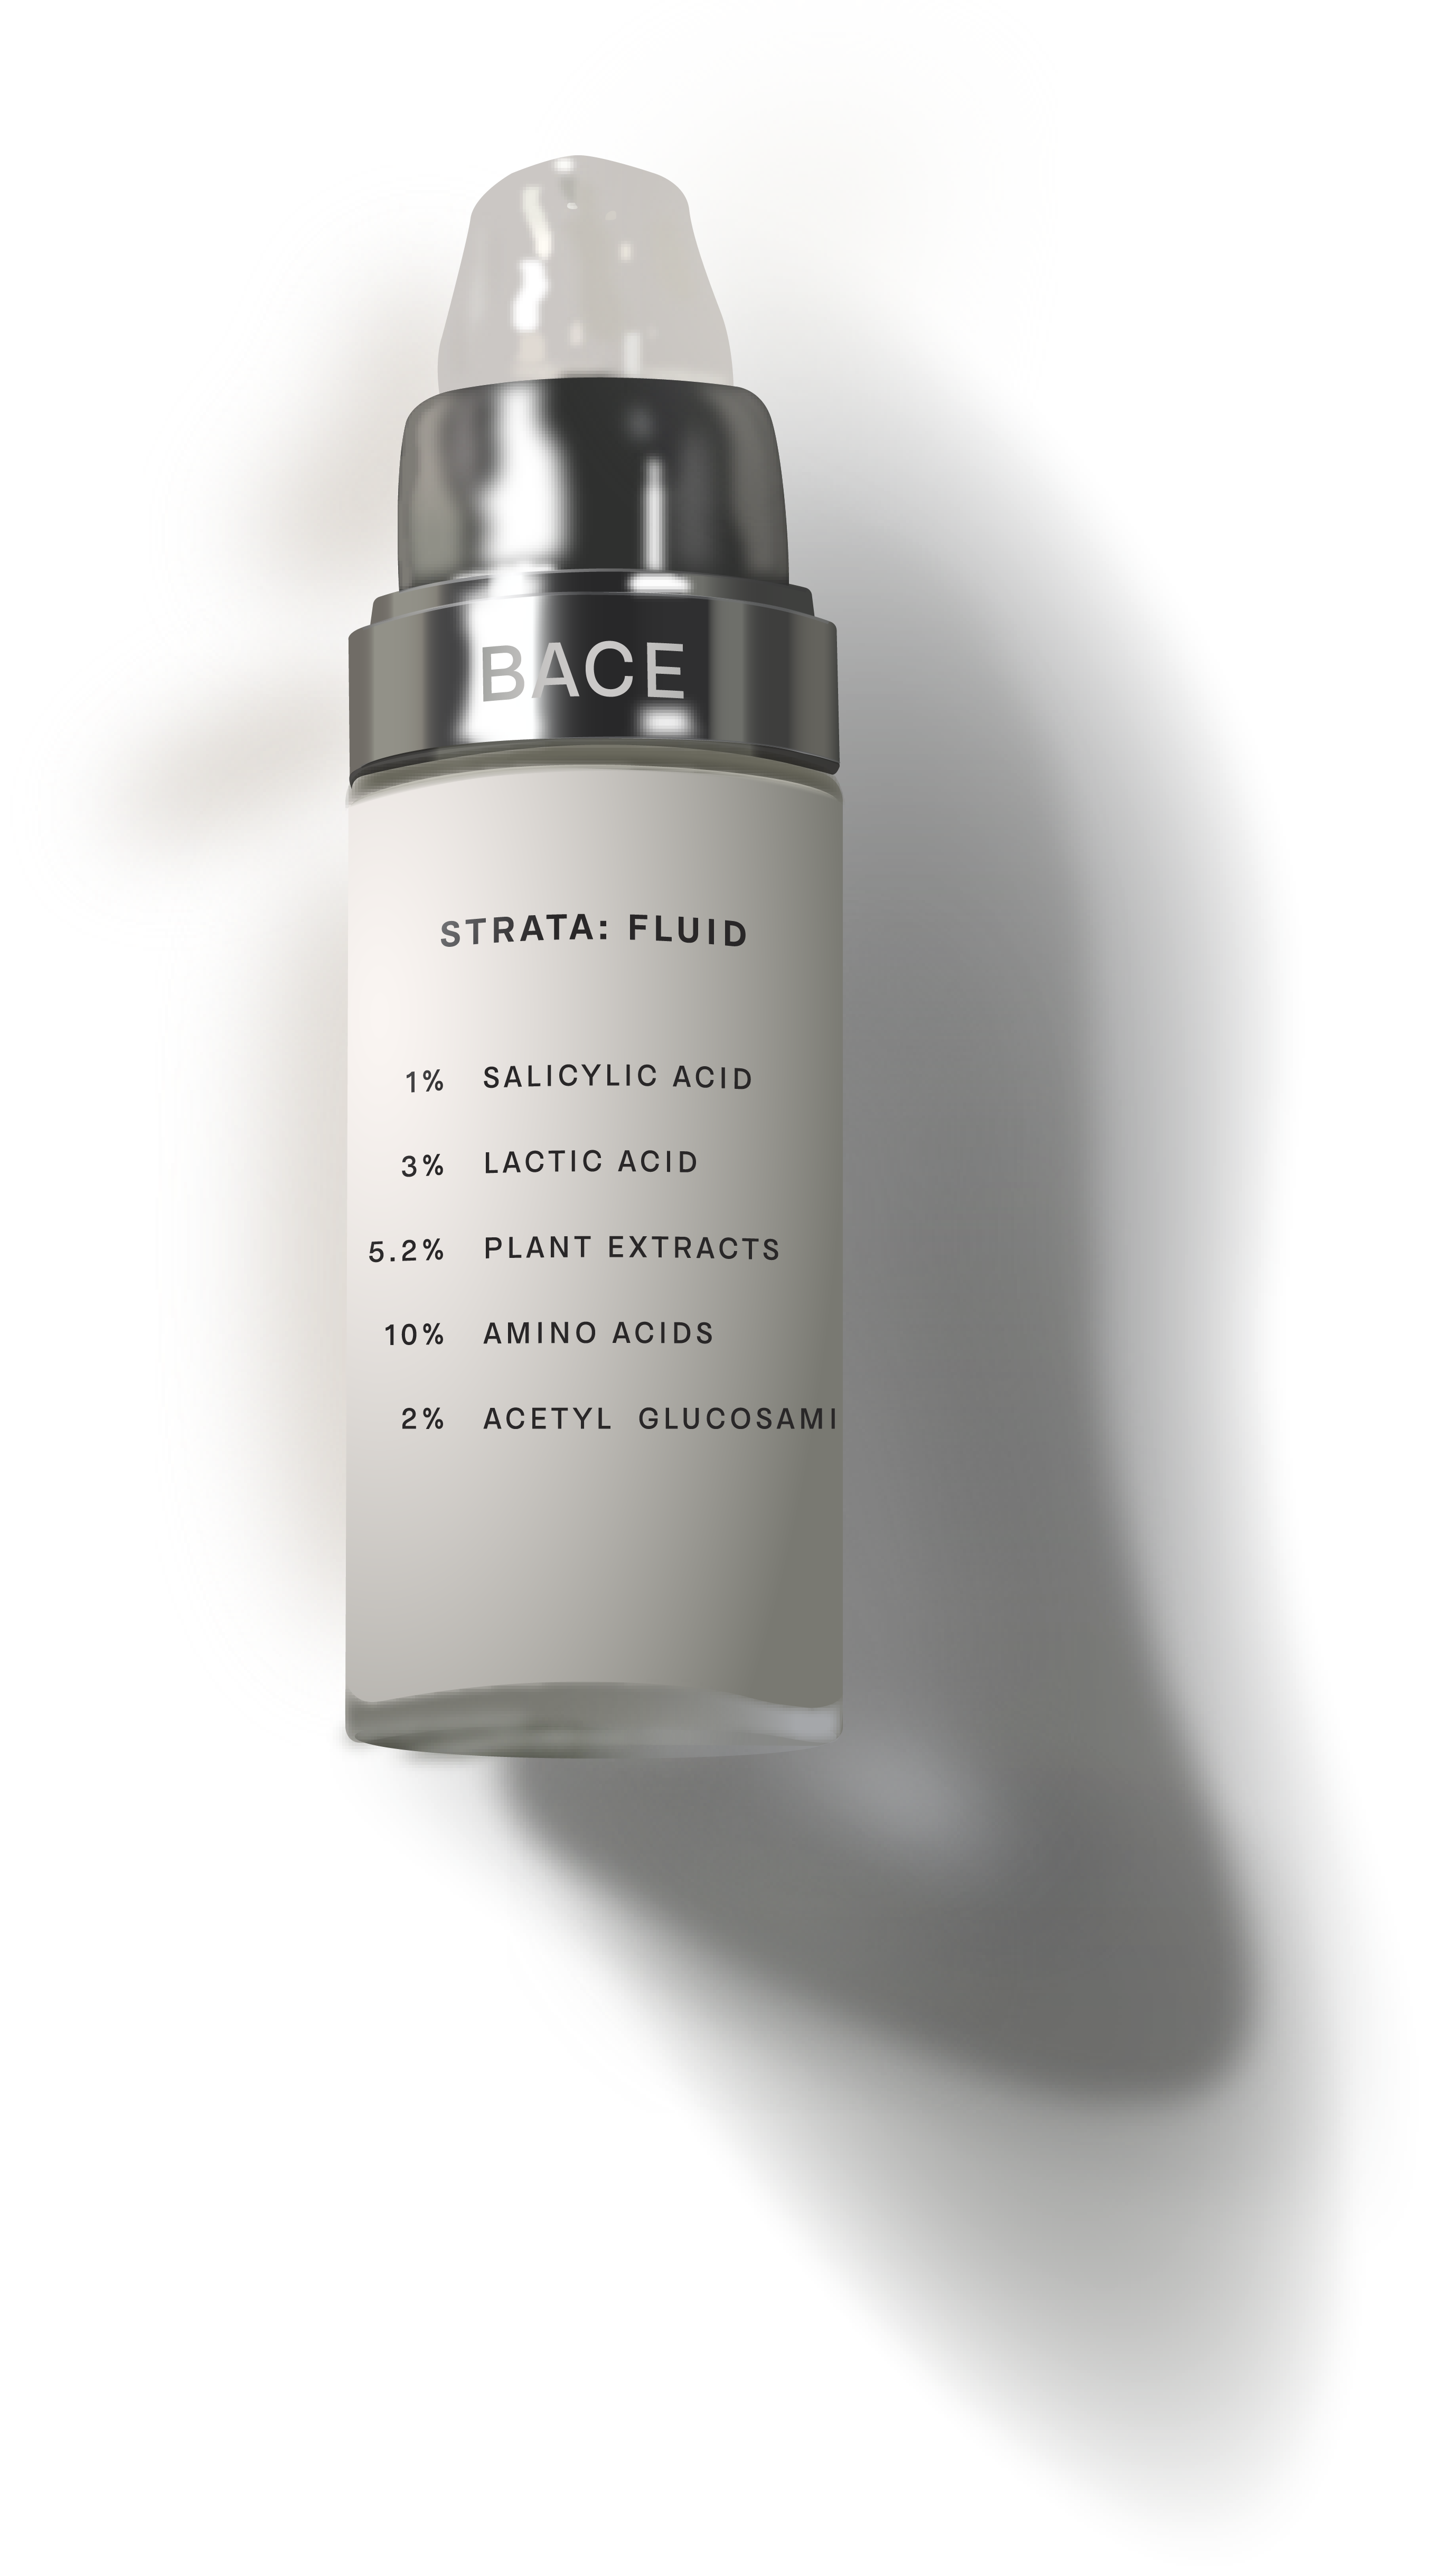 BACE
STRATA: FLUID
1% SALICYLIC ACID
3% LACTIC ACID
5.2% PLANT EXTRACTS
10% AMINO ACIDS
2% ACETYL GLUCOSAMI